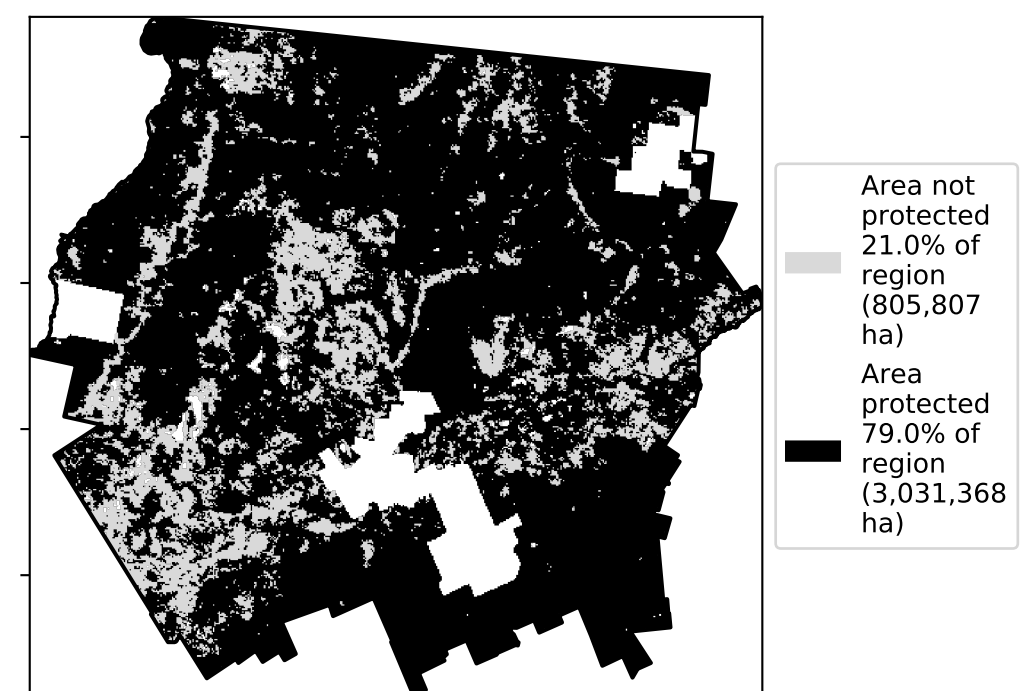 Area not
protected
21.0% of
region
(805,807
ha)
Area
protected
79.0% of
region
(3,031,368
ha)